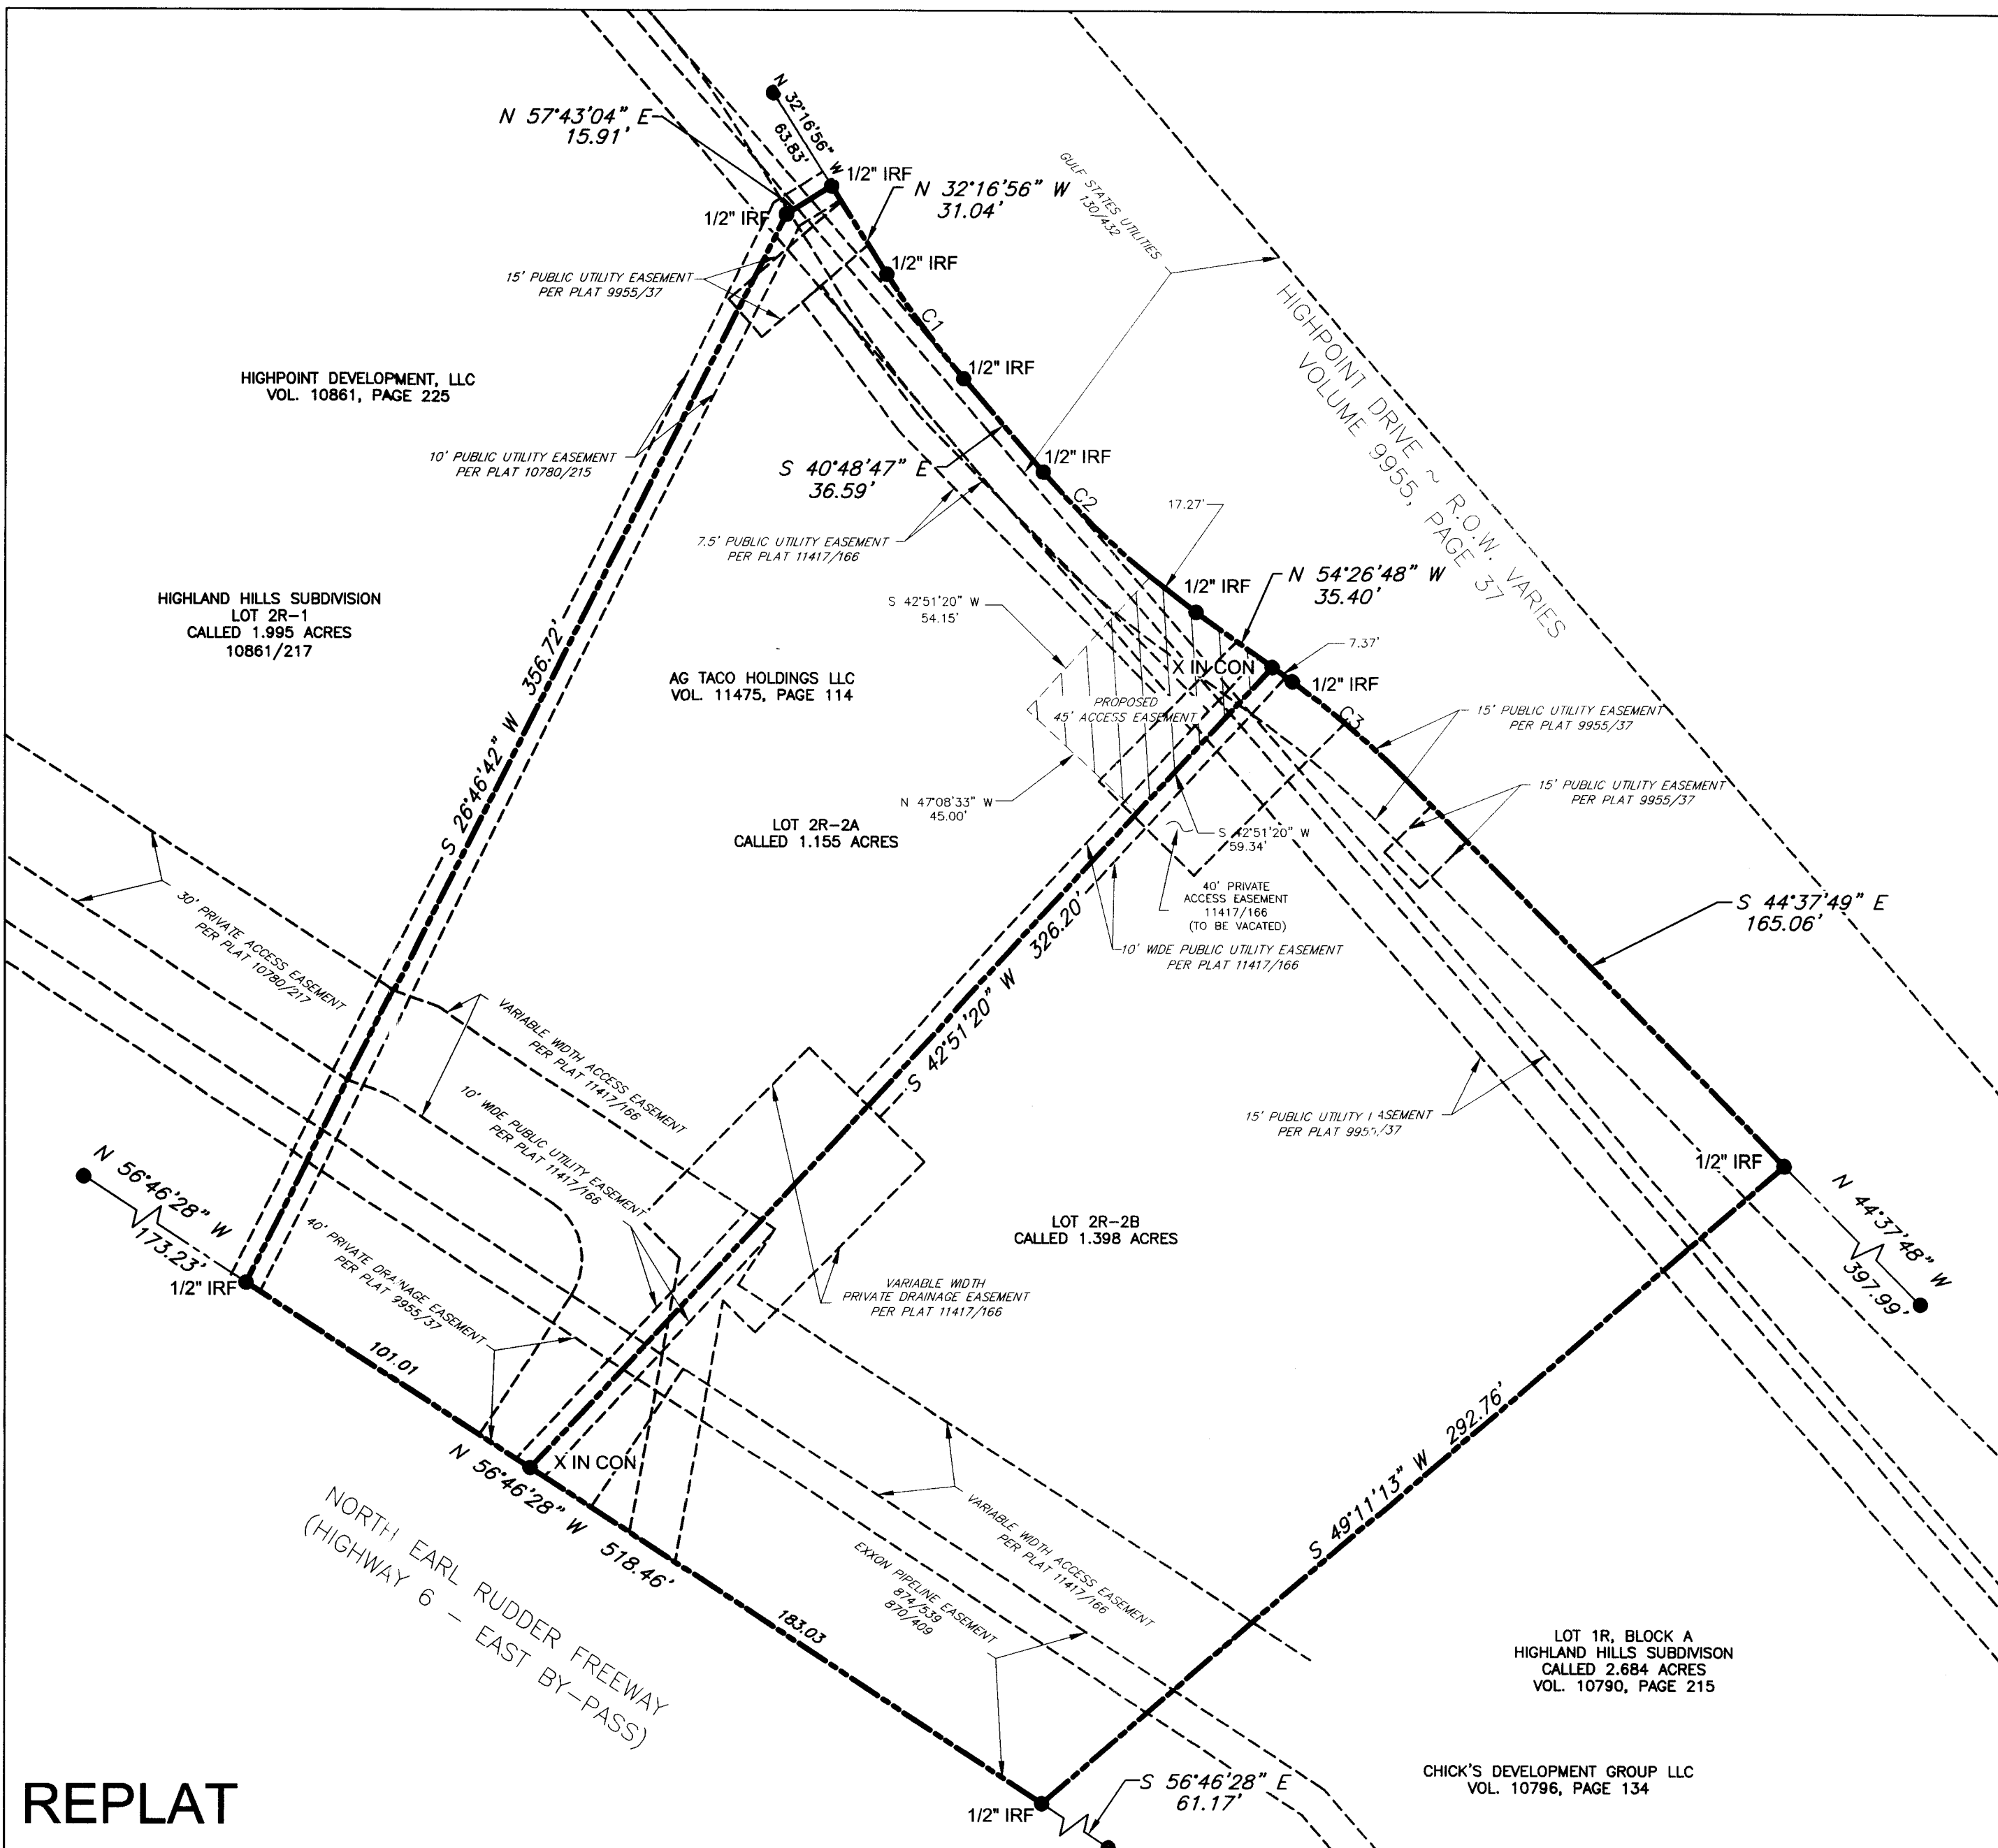 N 32°16'56" W
63.83'
N 57°43'04" E
15.91'
1/2" IRF
N 32°16'56" W
31.04'
1/2" IRF
GULF STATES UTILITIES
130/432
1/2" IRF
15' PUBLIC UTILITY EASEMENT
PER PLAT 9955/37
C1
HIGHPOINT DRIVE ~ R.O.W. VARIES
VOLUME 9955, PAGE 37
HIGHPOINT DEVELOPMENT, LLC
VOL. 10861, PAGE 225
1/2" IRF
10' PUBLIC UTILITY EASEMENT
PER PLAT 10780/215
S 40°48'47" E
36.59'
1/2" IRF
C2
17.27'
7.5' PUBLIC UTILITY EASEMENT
PER PLAT 11417/166
1/2" IRF
N 54°26'48" W
35.40'
HIGHLAND HILLS SUBDIVISION
LOT 2R-1
CALLED 1.995 ACRES
10861/217
S 42°51'20" W
54.15'
7.37'
S 26°46'42" W 356.72'
AG TACO HOLDINGS LLC
VOL. 11475, PAGE 114
X IN CON
1/2" IRF
PROPOSED
45' ACCESS EASEMENT
C3
15' PUBLIC UTILITY EASEMENT
PER PLAT 9955/37
15' PUBLIC UTILITY EASEMENT
PER PLAT 9955/37
N 47°08'33" W
45.00'
LOT 2R-2A
CALLED 1.155 ACRES
S 42°51'20" W
59.34'
40' PRIVATE
ACCESS EASEMENT
11417/166
(TO BE VACATED)
S 44°37'49" E
165.06'
30' PRIVATE ACCESS EASEMENT
PER PLAT 10780/217
S 42°51'20" W 326.20'
10' WIDE PUBLIC UTILITY EASEMENT
PER PLAT 11417/166
VARIABLE WIDTH ACCESS EASEMENT
PER PLAT 11417/166
10' WIDE PUBLIC UTILITY EASEMENT
PER PLAT 11417/166
15' PUBLIC UTILITY EASEMENT
PER PLAT 9955/37
1/2" IRF
N 44°37'48" W
397.99'
N 56°46'28" W
173.23'
1/2" IRF
40' PRIVATE DRAINAGE EASEMENT
PER PLAT 9955/37
LOT 2R-2B
CALLED 1.398 ACRES
VARIABLE WIDTH
PRIVATE DRAINAGE EASEMENT
PER PLAT 11417/166
101.01
X IN CON
N 56°46'28" W 518.46'
292.76'
S 49°11'13" W
NORTH EARL RUDDER FREEWAY
(HIGHWAY 6 - EAST BY-PASS)
VARIABLE WIDTH ACCESS EASEMENT
PER PLAT 11417/166
EXXON PIPELINE EASEMENT
874/539
870/409
183.03
LOT 1R, BLOCK A
HIGHLAND HILLS SUBDIVISON
CALLED 2.684 ACRES
VOL. 10790, PAGE 215
CHICK'S DEVELOPMENT GROUP LLC
VOL. 10796, PAGE 134
S 56°46'28" E
61.17'
1/2" IRF
REPLAT